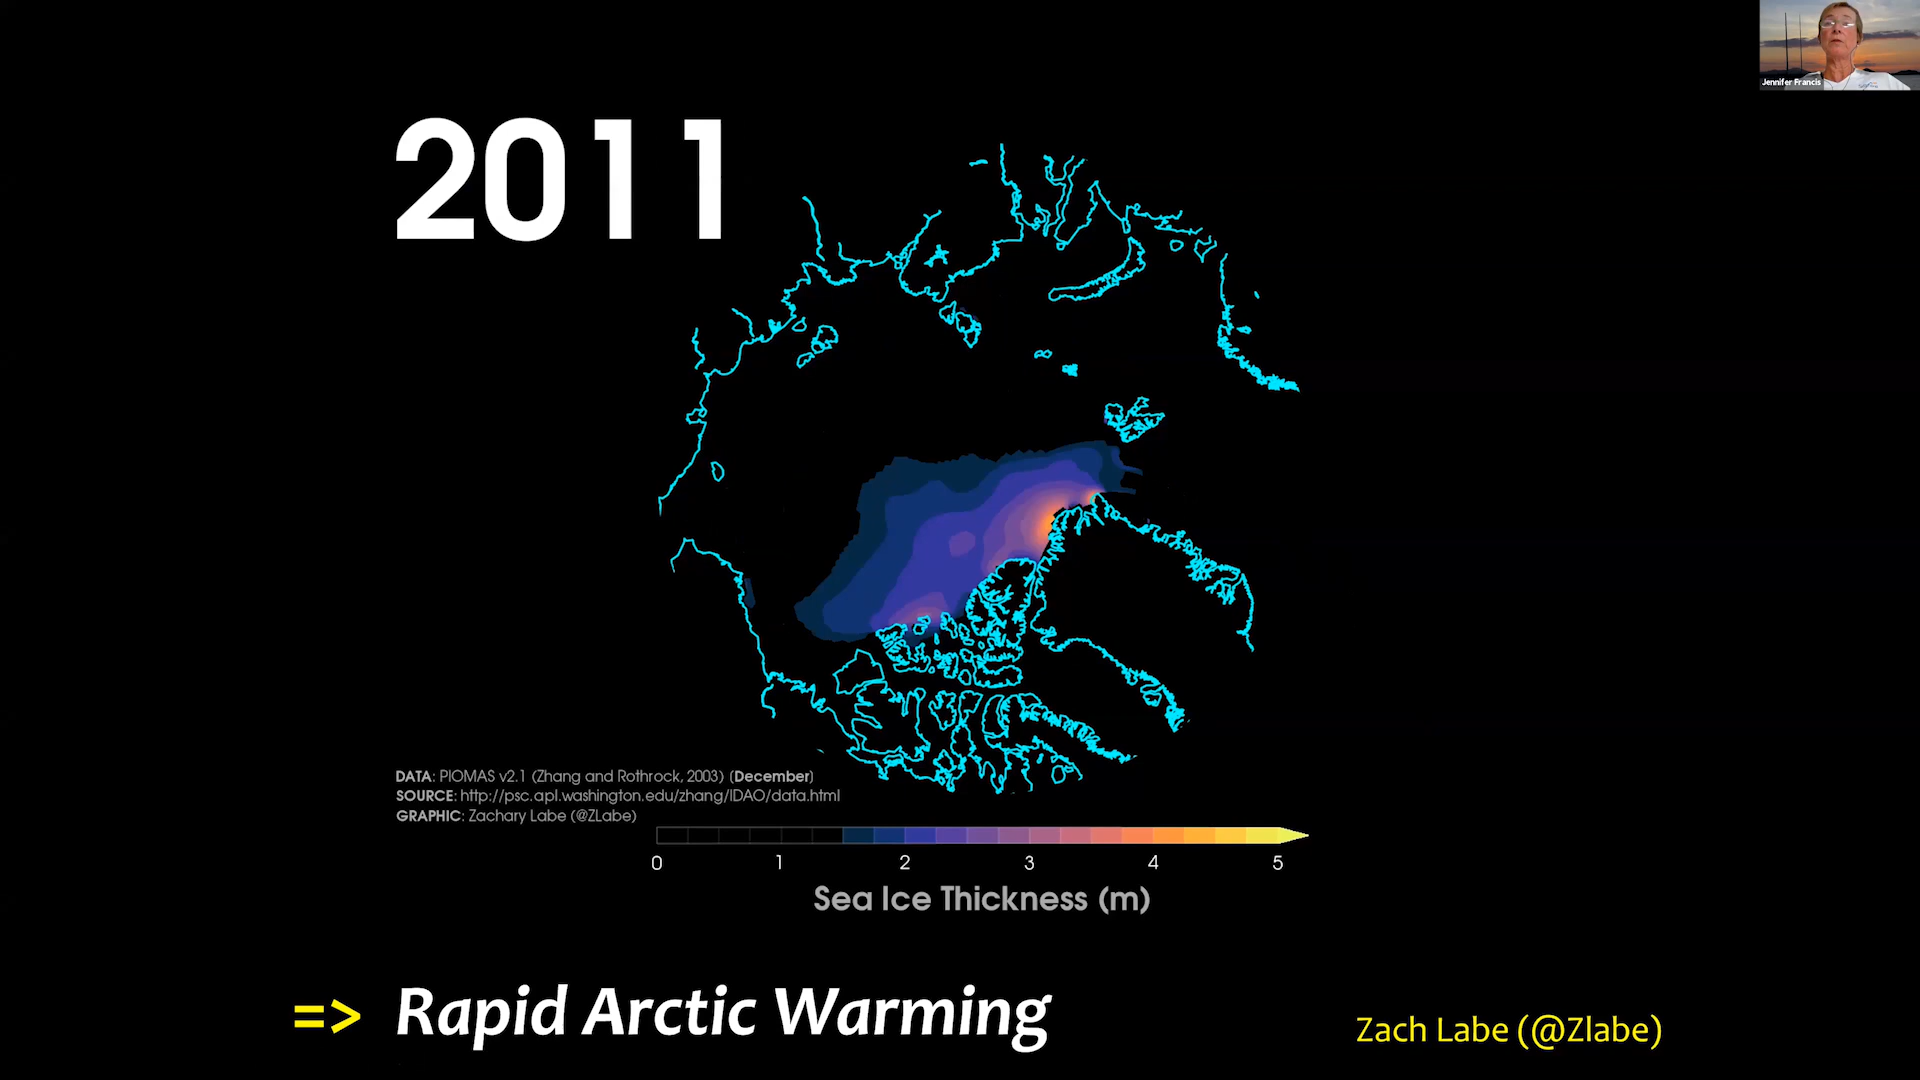 Jennifer Francis
2011
DATA: PIOMAS v2.1 (Zhang and Rothrock, 2003) (December)
SOURCE: http://psc.apl.washington.edu/zhang/IDAO/data.html
GRAPHIC: Zachary Labe (@ZLabe)
0 1 2 3 4 5
Sea Ice Thickness (m)
=> Rapid Arctic Warming
Zach Labe (@Zlabe)